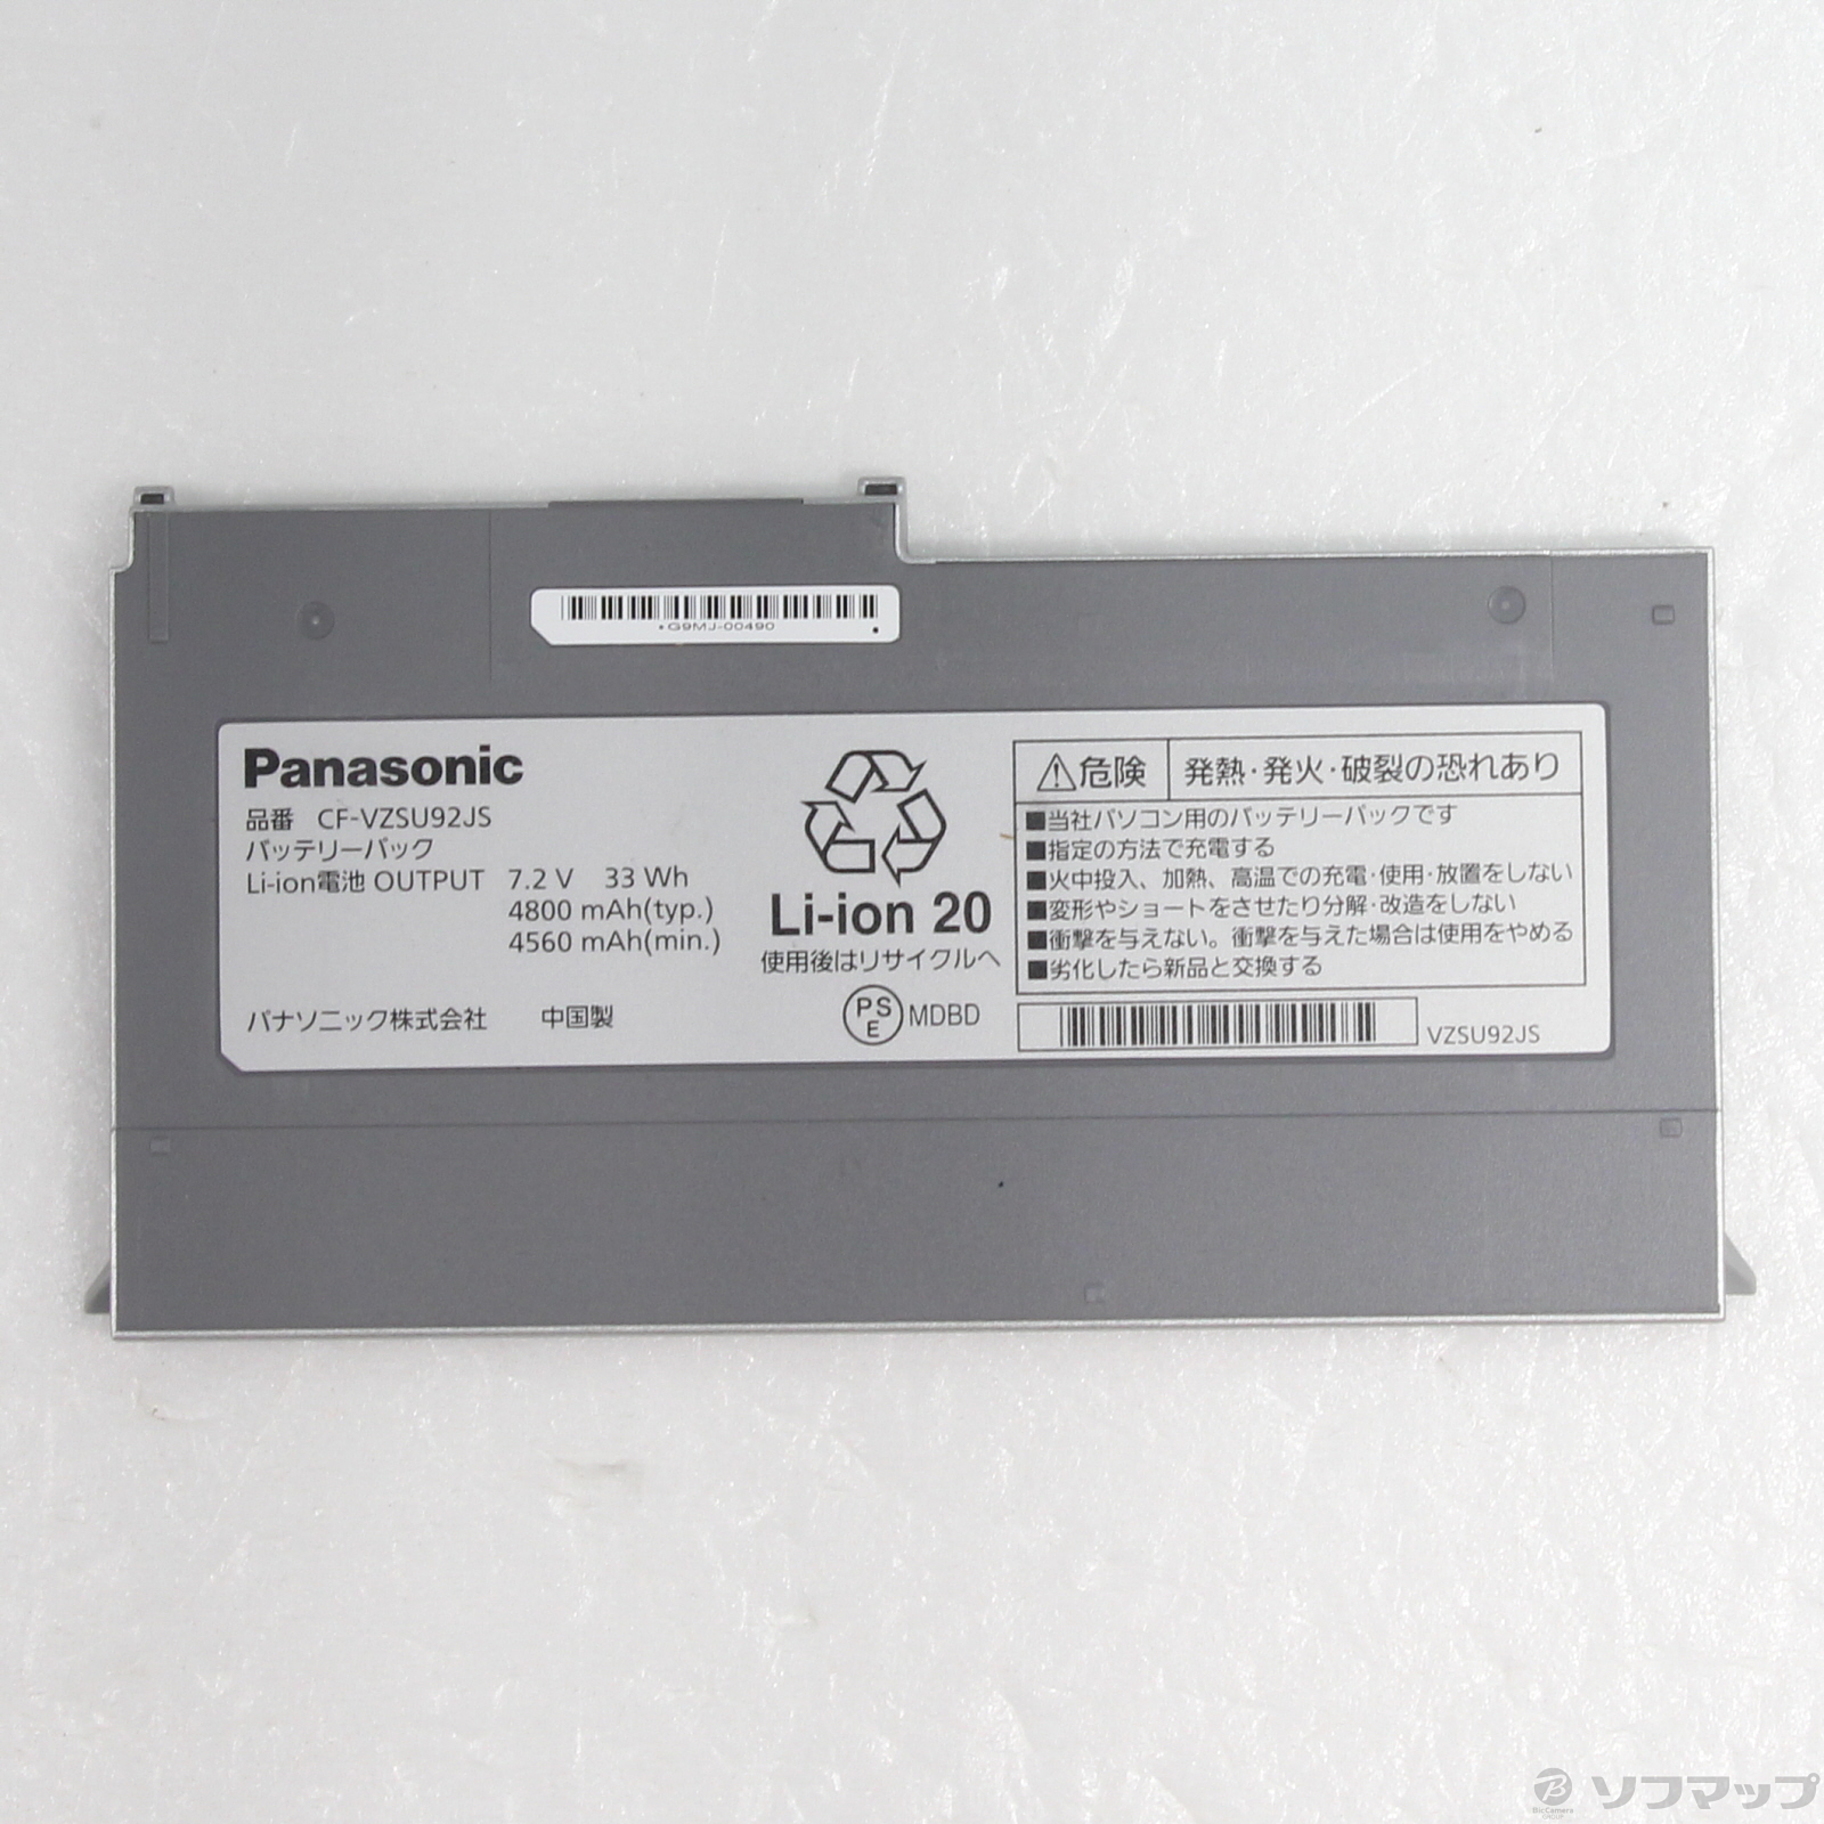 •G9MJ-00490
Panasonic
品番 CF-VZSU92JS
バッテリーパック
Li-ion電池 OUTPUT 7.2 V 33 Wh
4800 mAh(typ.)
4560 mAh(min.)
パナソニック株式会社 中国製
Li-ion 20
使用後はリサイクルへ
PS
E
MDBD
危険 発熱・発火・破裂の恐れあり
■当社パソコン用のバッテリーパックです
■指定の方法で充電する
■火中投入、加熱、高温での充電・使用・放置をしない
■変形やショートをさせたり分解・改造をしない
■衝撃を与えない。衝撃を与えた場合は使用をやめる
■劣化したら新品と交換する
VZSU92JS
B ソフマップ
BicCamera
GROUP